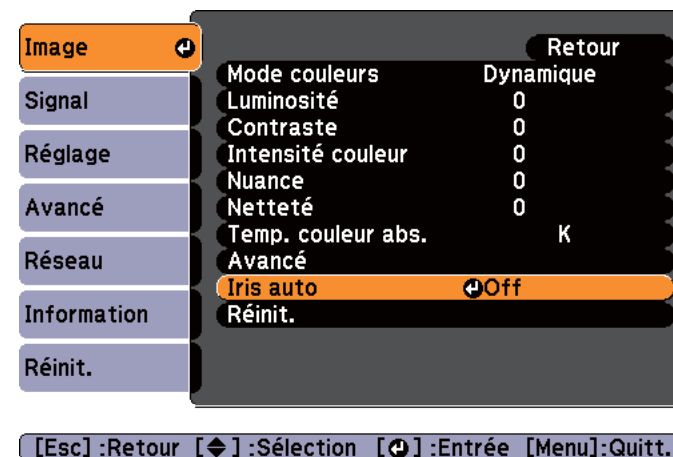 Image
Signal
Réglage
Avancé
Réseau
Information
Réinit.
Retour
Mode couleurs Dynamique
Luminosité 0
Contraste 0
Intensité couleur 0
Nuance 0
Netteté 0
Temp. couleur abs. K
Avancé
Iris auto Off
Réinit.
[Esc] :Retour [◆] :Sélection [⏎] :Entrée [Menu]:Quitt.